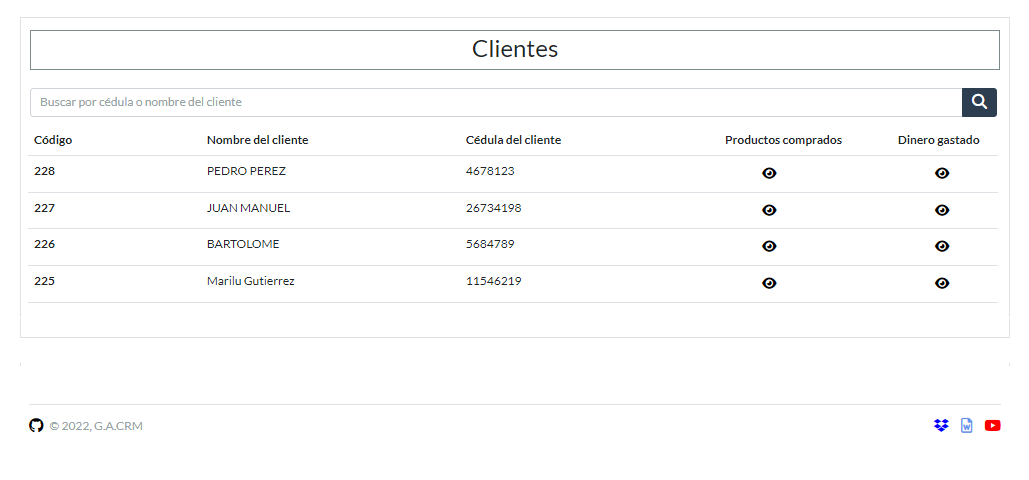 Clientes
Buscar por cédula o nombre del cliente
Código Nombre del cliente Cédula del cliente Productos comprados Dinero gastado
228 PEDRO PEREZ 4678123
227 JUAN MANUEL 26734198
226 BARTOLOME 5684789
225 Marilu Gutierrez 11546219
© 2022, G.A.CRM